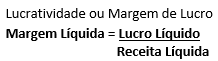 Lucratividade ou Margem de Lucro
Margem Líquida = Lucro Líquido
Receita Líquida